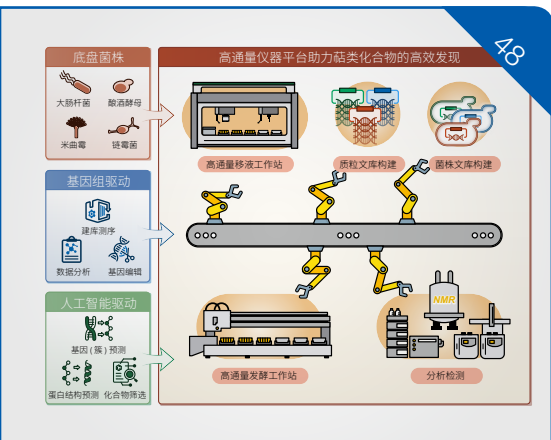 48
底盘菌株
大肠杆菌 酿酒酵母
米曲霉 链霉菌
基因组驱动
建库测序
数据分析 基因编辑
人工智能驱动
基因(簇)预测
蛋白结构预测 化合物筛选
高通量仪器平台助力萜类化合物的高效发现
高通量移液工作站 质粒文库构建 菌株文库构建
NMR
高通量发酵工作站 分析检测